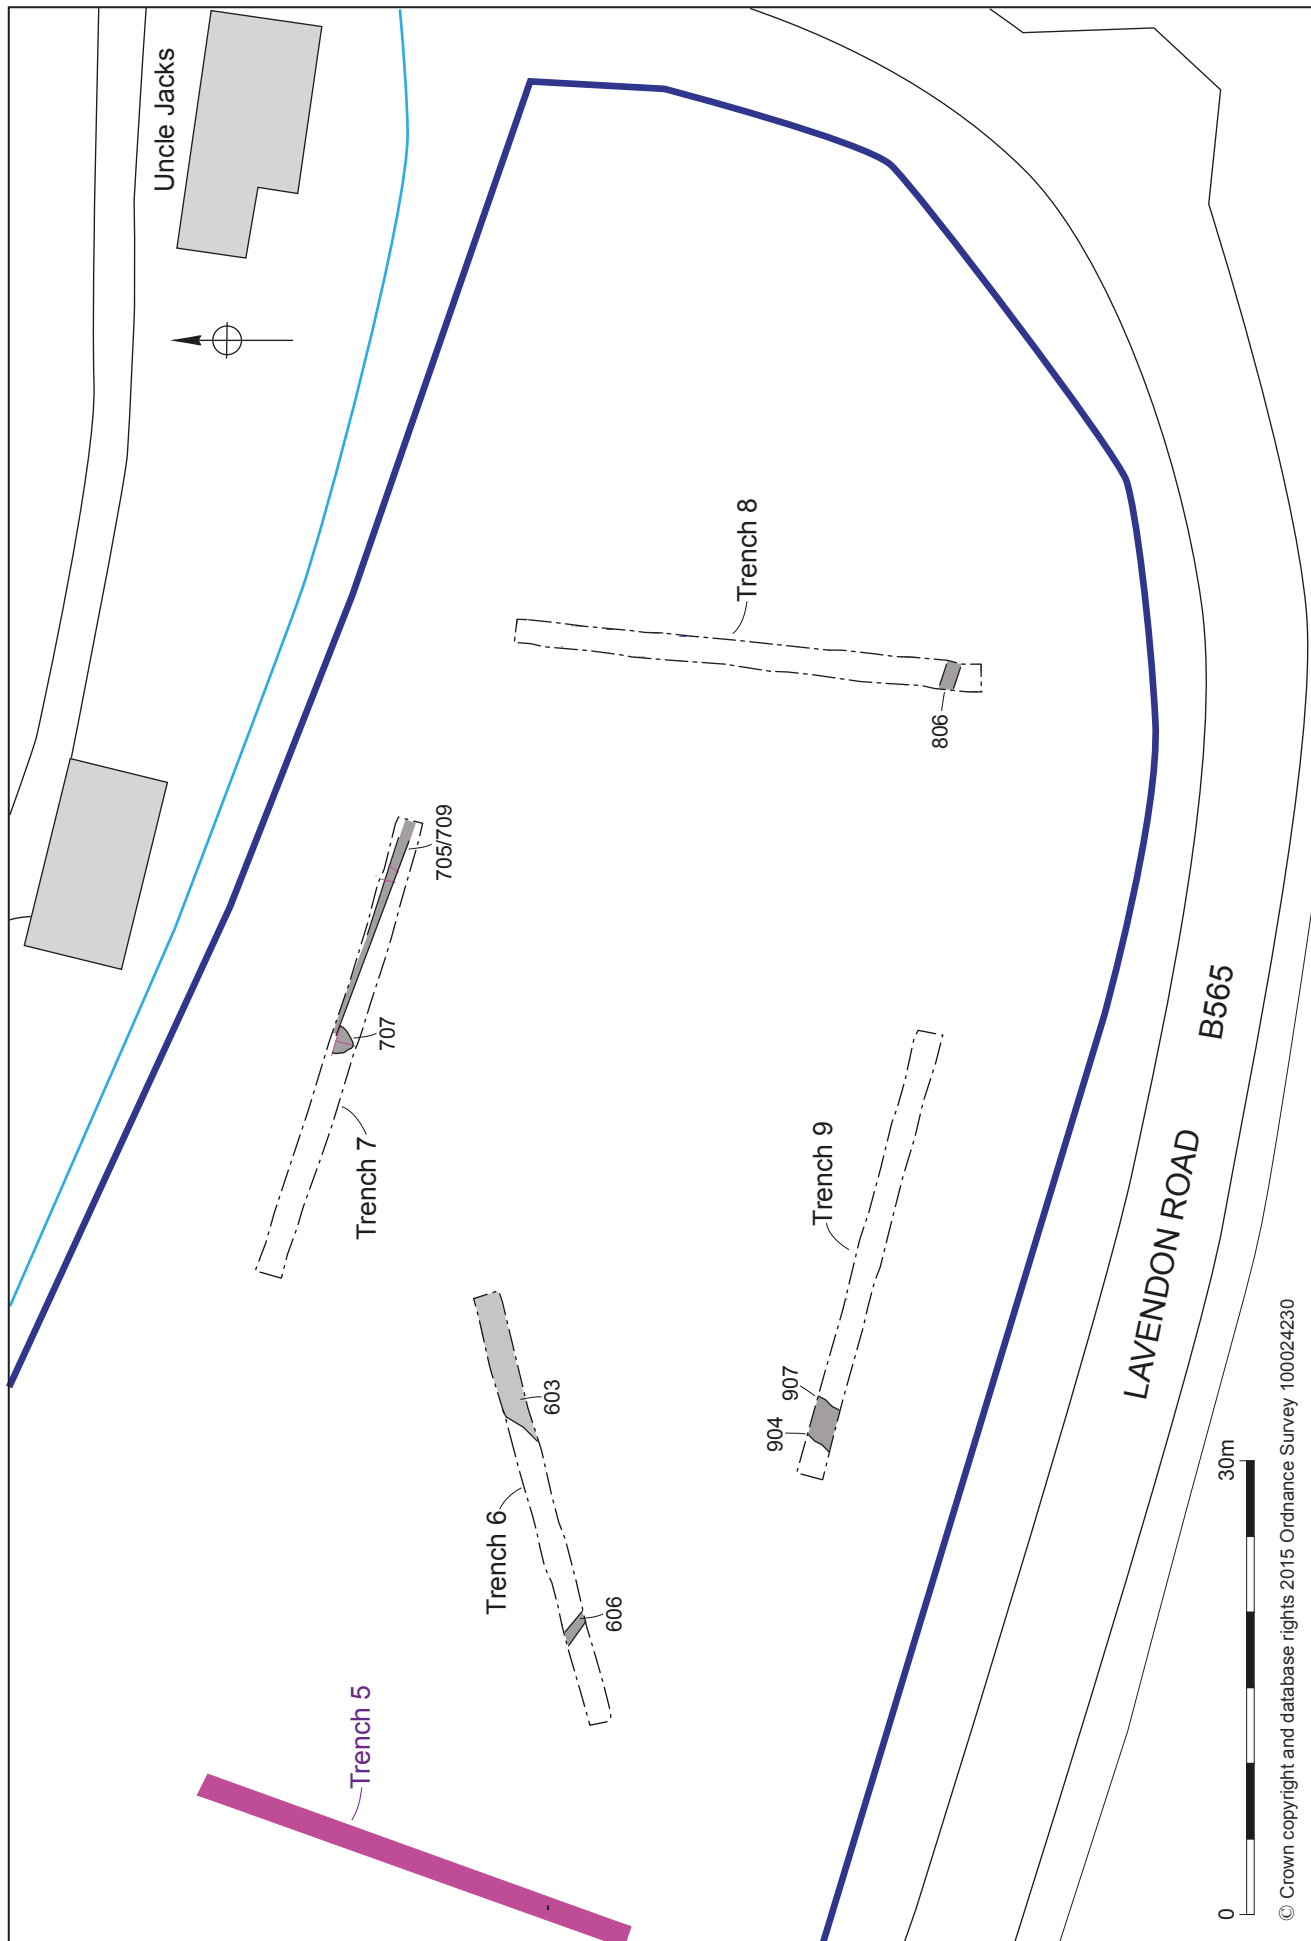 Uncle Jacks
Trench 8
806
705/709
707
Trench 7
Trench 9
907
904
603
Trench 6
606
Trench 5
LAVENDON ROAD
B565
0
30m
© Crown copyright and database rights 2015 Ordnance Survey 100024230